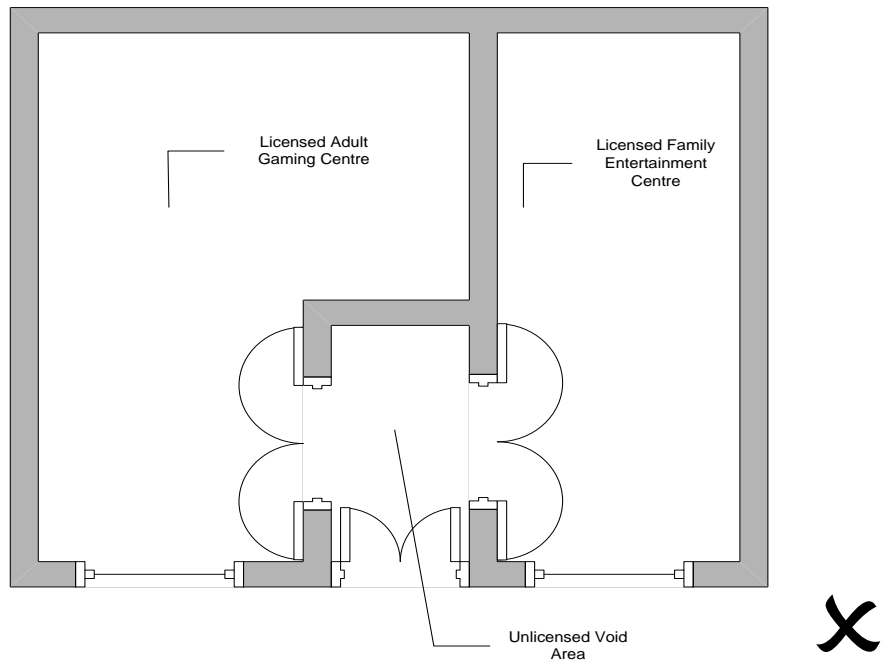 Licensed Adult
Gaming Centre
Licensed Family
Entertainment
Centre
Unlicensed Void
Area